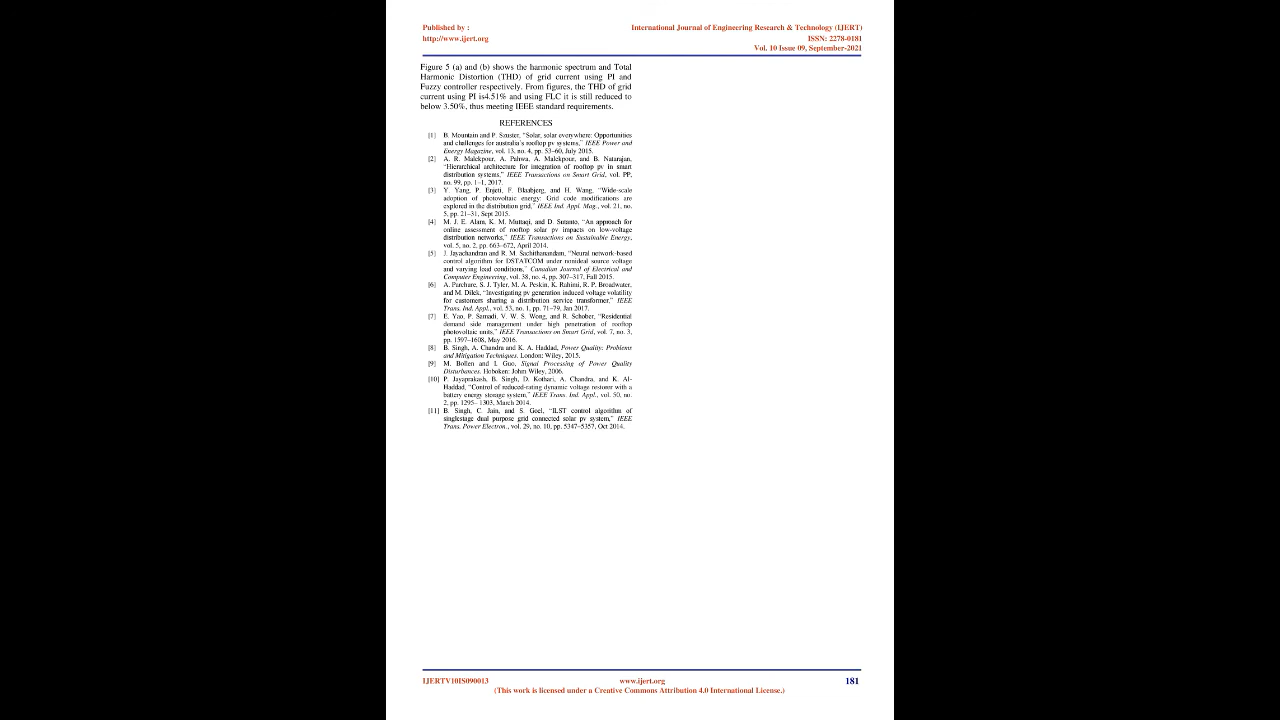 Published by :
http://www.ijert.org
International Journal of Engineering Research & Technology (IJERT)
ISSN: 2278-0181
Vol. 10 Issue 09, September-2021
Figure 5 (a) and (b) shows the harmonic spectrum and Total
Harmonic Distortion (THD) of grid current using PI and
Fuzzy controller respectively. From figures, the THD of grid
current using PI is4.51% and using FLC it is still reduced to
below 3.50%, thus meeting IEEE standard requirements.
REFERENCES
[1] B. Mountain and P. Szuster, “Solar, solar everywhere: Opportunities
and challenges for australia’s rooftop pv systems,” IEEE Power and
Energy Magazine, vol. 13, no. 4, pp. 53–60, July 2015.
[2] A. R. Malekpour, A. Pahwa, A. Malekpour, and B. Natarajan,
“Hierarchical architecture for integration of rooftop pv in smart
distribution systems,” IEEE Transactions on Smart Grid, vol. PP,
no. 99, pp. 1–1, 2017.
[3] Y. Yang, P. Enjeti, F. Blaabjerg, and H. Wang, “Wide-scale
adoption of photovoltaic energy: Grid code modifications are
explored in the distribution grid,” IEEE Ind. Appl. Mag., vol. 21, no.
5, pp. 21–31, Sept 2015.
[4] M. J. E. Alam, K. M. Muttaqi, and D. Sutanto, “An approach for
online assessment of rooftop solar pv impacts on low-voltage
distribution networks,” IEEE Transactions on Sustainable Energy,
vol. 5, no. 2, pp. 663–672, April 2014.
[5] J. Jayachandran and R. M. Sachithanandam, “Neural network-based
control algorithm for DSTATCOM under nonideal source voltage
and varying load conditions,” Canadian Journal of Electrical and
Computer Engineering, vol. 38, no. 4, pp. 307–317, Fall 2015.
[6] A. Parchure, S. J. Tyler, M. A. Peskin, K. Rahimi, R. P. Broadwater,
and M. Dilek, “Investigating pv generation induced voltage volatility
for customers sharing a distribution service transformer,” IEEE
Trans. Ind. Appl., vol. 53, no. 1, pp. 71–79, Jan 2017.
[7] E. Yao, P. Samadi, V. W. S. Wong, and R. Schober, “Residential
demand side management under high penetration of rooftop
photovoltaic units,” IEEE Transactions on Smart Grid, vol. 7, no. 3,
pp. 1597–1608, May 2016.
[8] B. Singh, A. Chandra and K. A. Haddad, Power Quality: Problems
and Mitigation Techniques. London: Wiley, 2015.
[9] M. Bollen and I. Guo, Signal Processing of Power Quality
Disturbances. Hoboken: Johm Wiley, 2006.
[10] P. Jayaprakash, B. Singh, D. Kothari, A. Chandra, and K. Al-
Haddad, “Control of reduced-rating dynamic voltage restorer with a
battery energy storage system,” IEEE Trans. Ind. Appl., vol. 50, no.
2, pp. 1295– 1303, March 2014.
[11] B. Singh, C. Jain, and S. Goel, “ILST control algorithm of
singlestage dual purpose grid connected solar pv system,” IEEE
Trans. Power Electron., vol. 29, no. 10, pp. 5347–5357, Oct 2014.
IJERTV10IS090013
www.ijert.org
(This work is licensed under a Creative Commons Attribution 4.0 International License.)
181